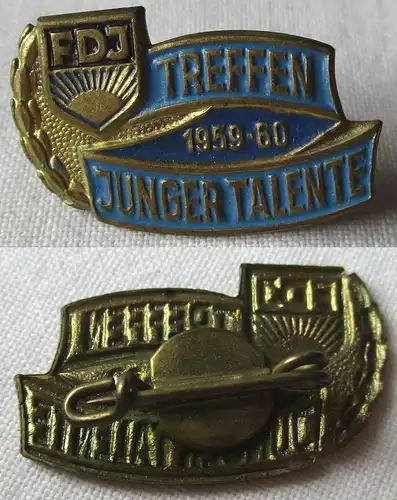 FDJ
TREFFEN
1959-60
JUNGER TALENTE